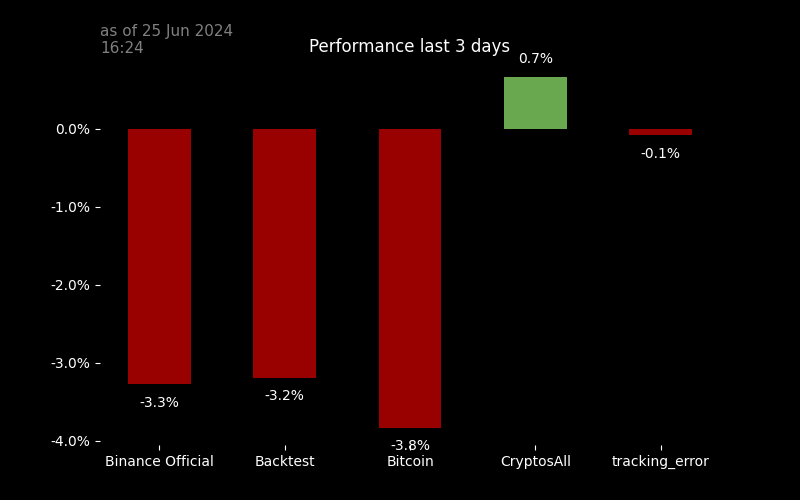 as of 25 Jun 2024
16:24
Performance last 3 days
0.7%
0.0%
-0.1%
-1.0%
-2.0%
-3.0%
-3.3%
-3.2%
-4.0%
-3.8%
Binance Official
Backtest
Bitcoin
CryptosAll
tracking_error